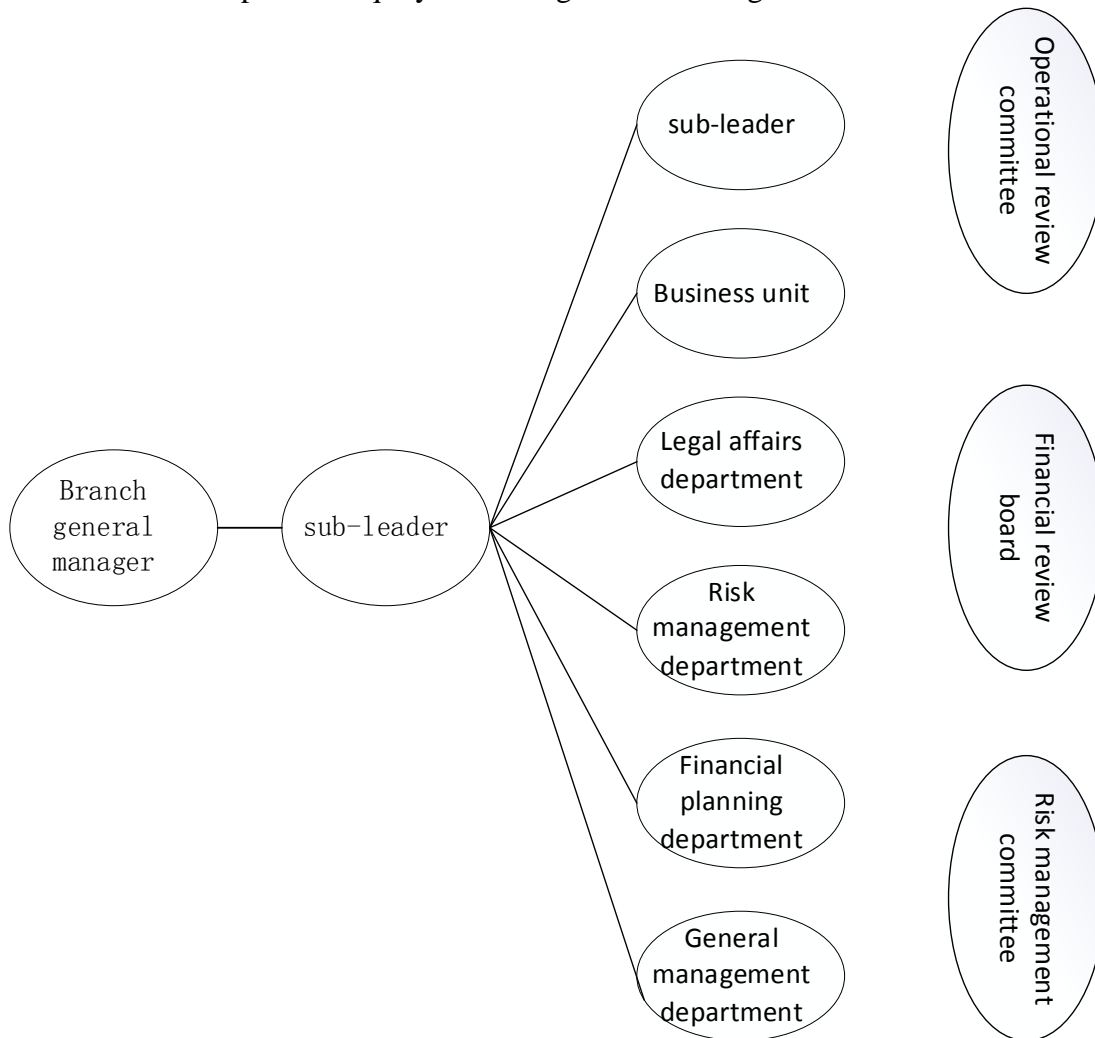 sub-leader
Business unit
Legal affairs
department
Risk
management
department
Financial
planning
department
General
management
department
Branch
general
manager
sub-leader
Operational review
committee
Financial review
board
Risk management
committee